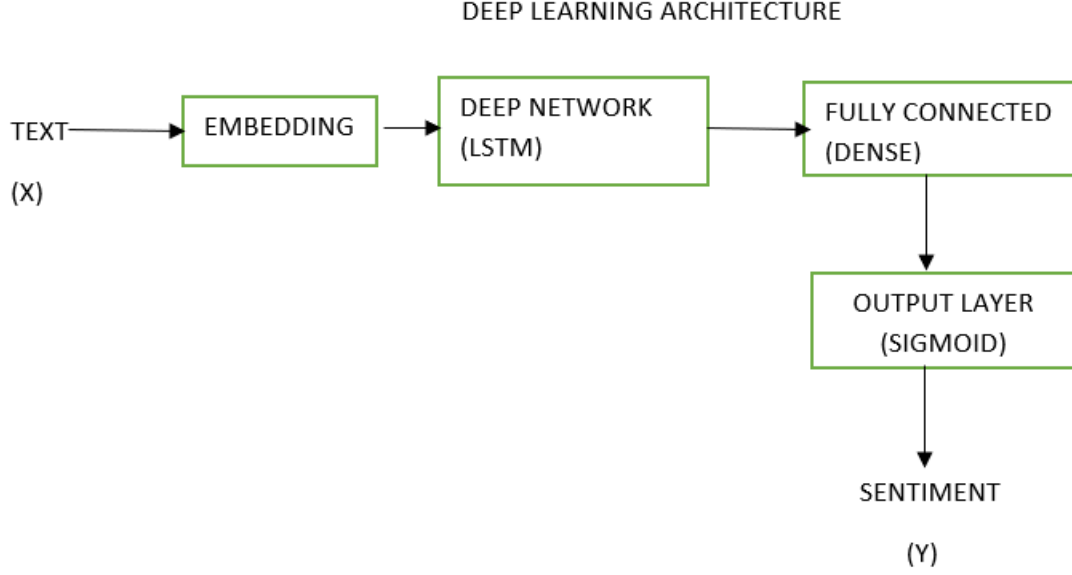 DEEP LEARNING ARCHITECTURE
TEXT
(X)
EMBEDDING
DEEP NETWORK
(LSTM)
FULLY CONNECTED
(DENSE)
OUTPUT LAYER
(SIGMOID)
SENTIMENT
(Y)